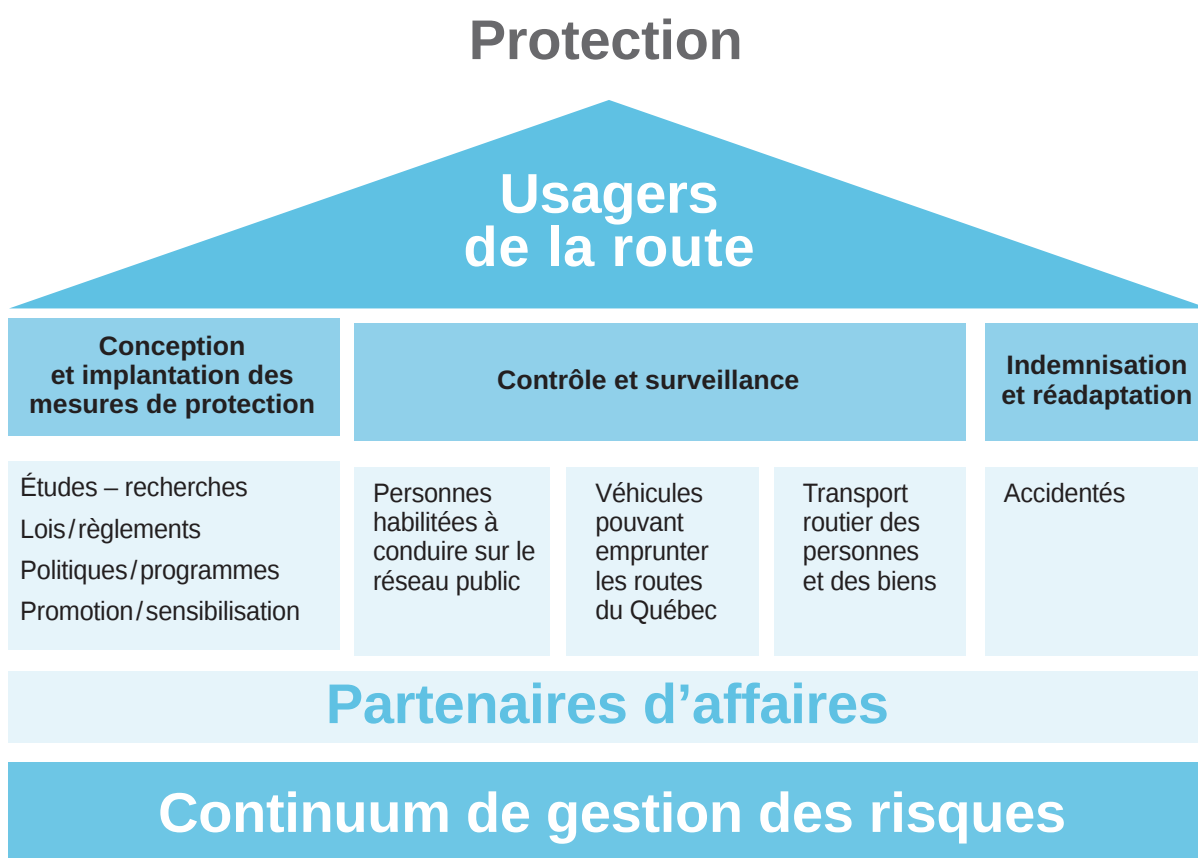 Protection
Usagers
de la route
Conception
et implantation des
mesures de protection
Contrôle et surveillance
Indemnisation
et réadaptation
Études – recherches
Lois/règlements
Politiques/programmes
Promotion/sensibilisation
Personnes
habilitées à
conduire sur le
réseau public
Véhicules
pouvant
emprunter
les routes
du Québec
Transport
routier des
personnes
et des biens
Accidentés
Partenaires d’affaires
Continuum de gestion des risques